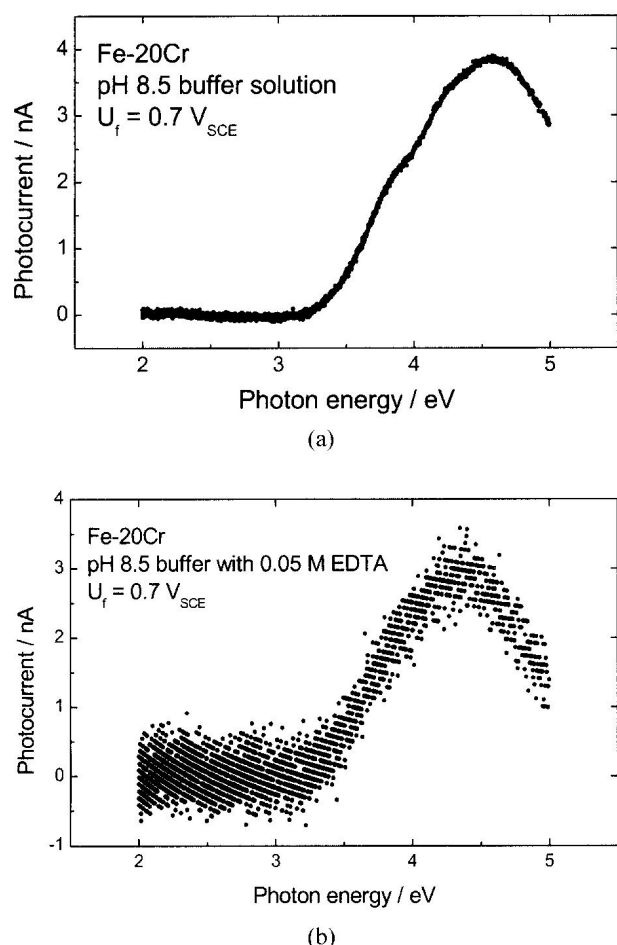 4
3
2
1
0
Photocurrent / nA
Fe-20Cr
pH 8.5 buffer solution
U_f = 0.7 V_SCE
2 3 4 5
Photon energy / eV
(a)
4
3
2
1
0
-1
Photocurrent / nA
Fe-20Cr
pH 8.5 buffer with 0.05 M EDTA
U_f = 0.7 V_SCE
2 3 4 5
Photon energy / eV
(b)